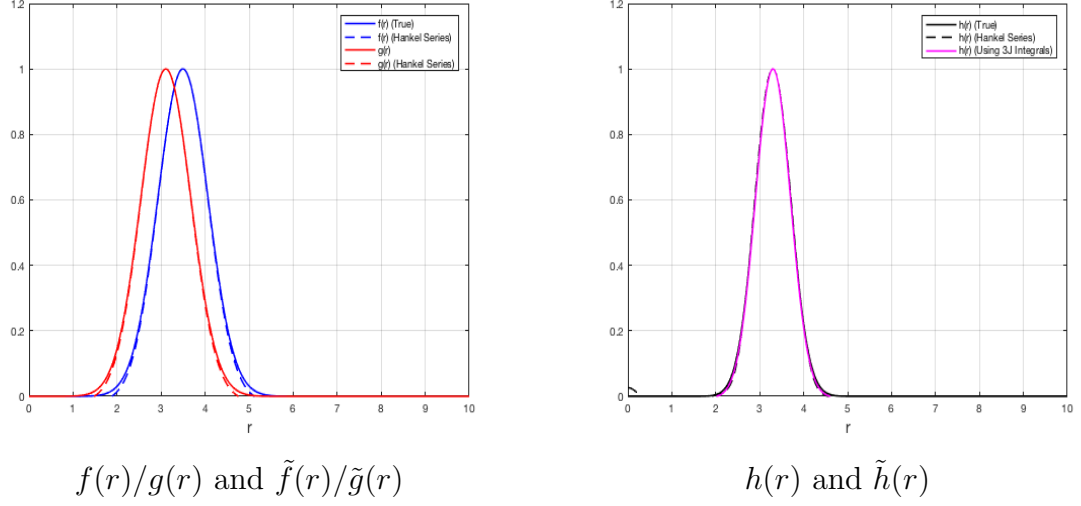 1.2
1
0.8
0.6
0.4
0.2
0
f(r) (True)
f(r) (Hankel Series)
g(r)
g(r) (Hankel Series)
0 1 2 3 4 5 6 7 8 9 10
r
f(r)/g(r) and f̃(r)/g̃(r)
1.2
1
0.8
0.6
0.4
0.2
0
h(r) (True)
h(r) (Hankel Series)
h(r) (Using 3J Integrals)
0 1 2 3 4 5 6 7 8 9 10
r
h(r) and h̃(r)